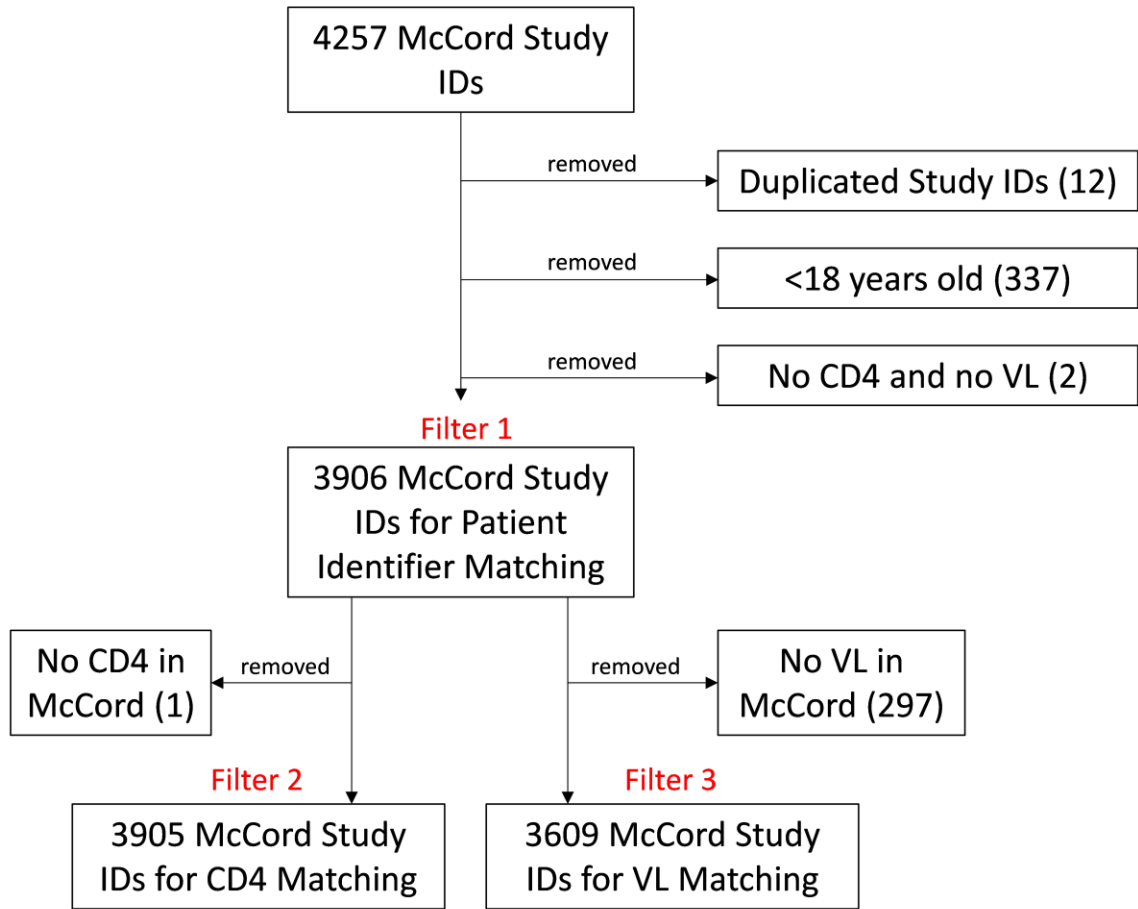 4257 McCord Study
IDs
removed
Duplicated Study IDs (12)
removed
<18 years old (337)
removed
No CD4 and no VL (2)
Filter 1
3906 McCord Study
IDs for Patient
Identifier Matching
No CD4 in
McCord (1)
removed
removed
No VL in
McCord (297)
Filter 2
Filter 3
3905 McCord Study
IDs for CD4 Matching
3609 McCord Study
IDs for VL Matching